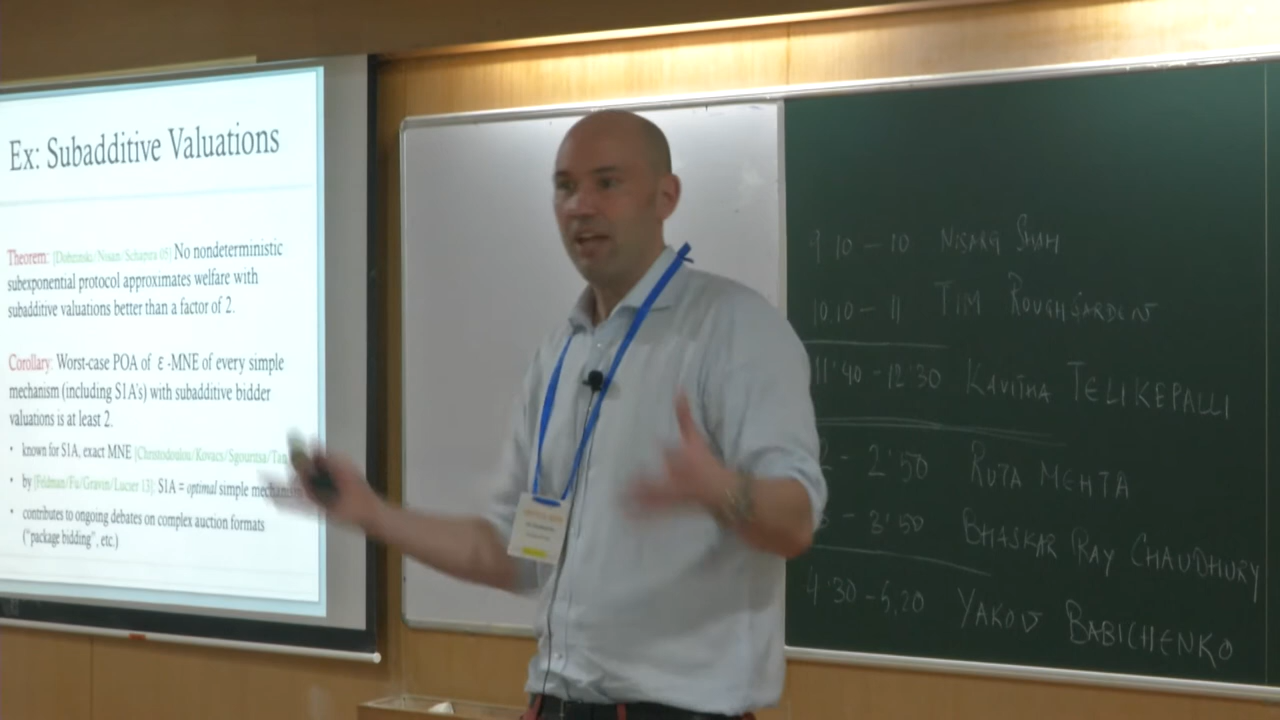 Ex: Subadditive Valuations
Theorem: [Dobzinski/Nisan/Schapira 05] No nondeterministic
subexponential protocol approximates welfare with
subadditive valuations better than a factor of 2.
Corollary: Worst-case POA of ε-MNE of every simple
mechanism (including S1A's) with subadditive bidder
valuations is at least 2.
• known for S1A, exact MNE [Christodoulou/Kovacs/Sgouritsa/Tan
• by [Feldman/Fu/Gravin/Lucier 13]: S1A = optimal simple mechanism
• contributes to ongoing debates on complex auction formats
("package bidding", etc.)
9:10 - 10 NISARG SHAH
10:10 - 11 TIM ROUGHGARDEN
11:40 - 12:30 KAVITHA TELIKEPALLI
2 - 2:50 RUTA MEHTA
3 - 3:50 BHASKAR RAY CHAUDHURY
4:30 - 5:20 YAKOV BABICHENKO